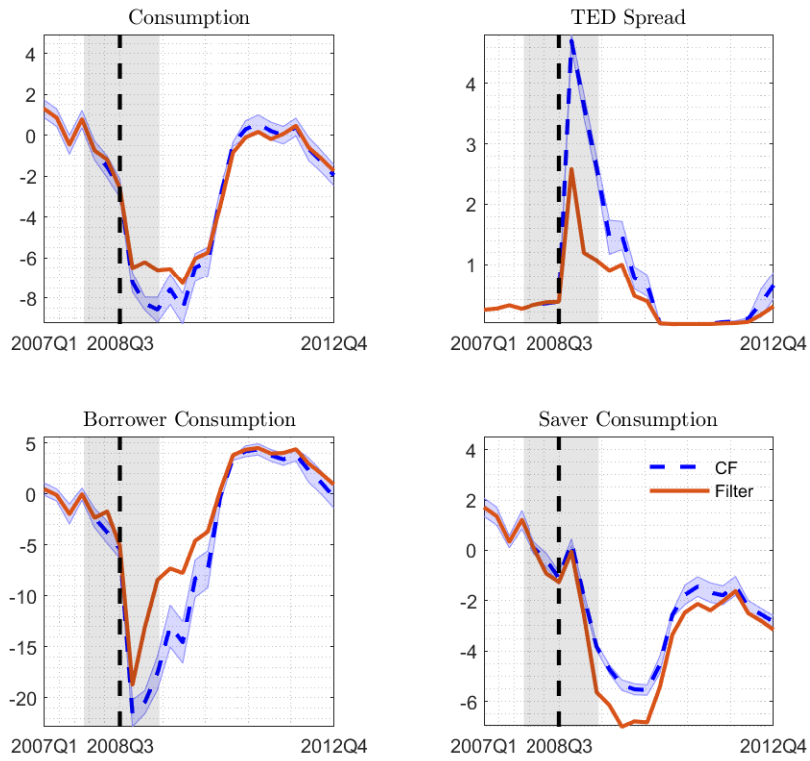 Consumption
4
2
0
-2
-4
-6
-8
2007Q1 2008Q3 2012Q4
TED Spread
4
3
2
1
2007Q1 2008Q3 2012Q4
Borrower Consumption
5
0
-5
-10
-15
-20
2007Q1 2008Q3 2012Q4
Saver Consumption
4
2
0
-2
-4
-6
CF
Filter
2007Q1 2008Q3 2012Q4